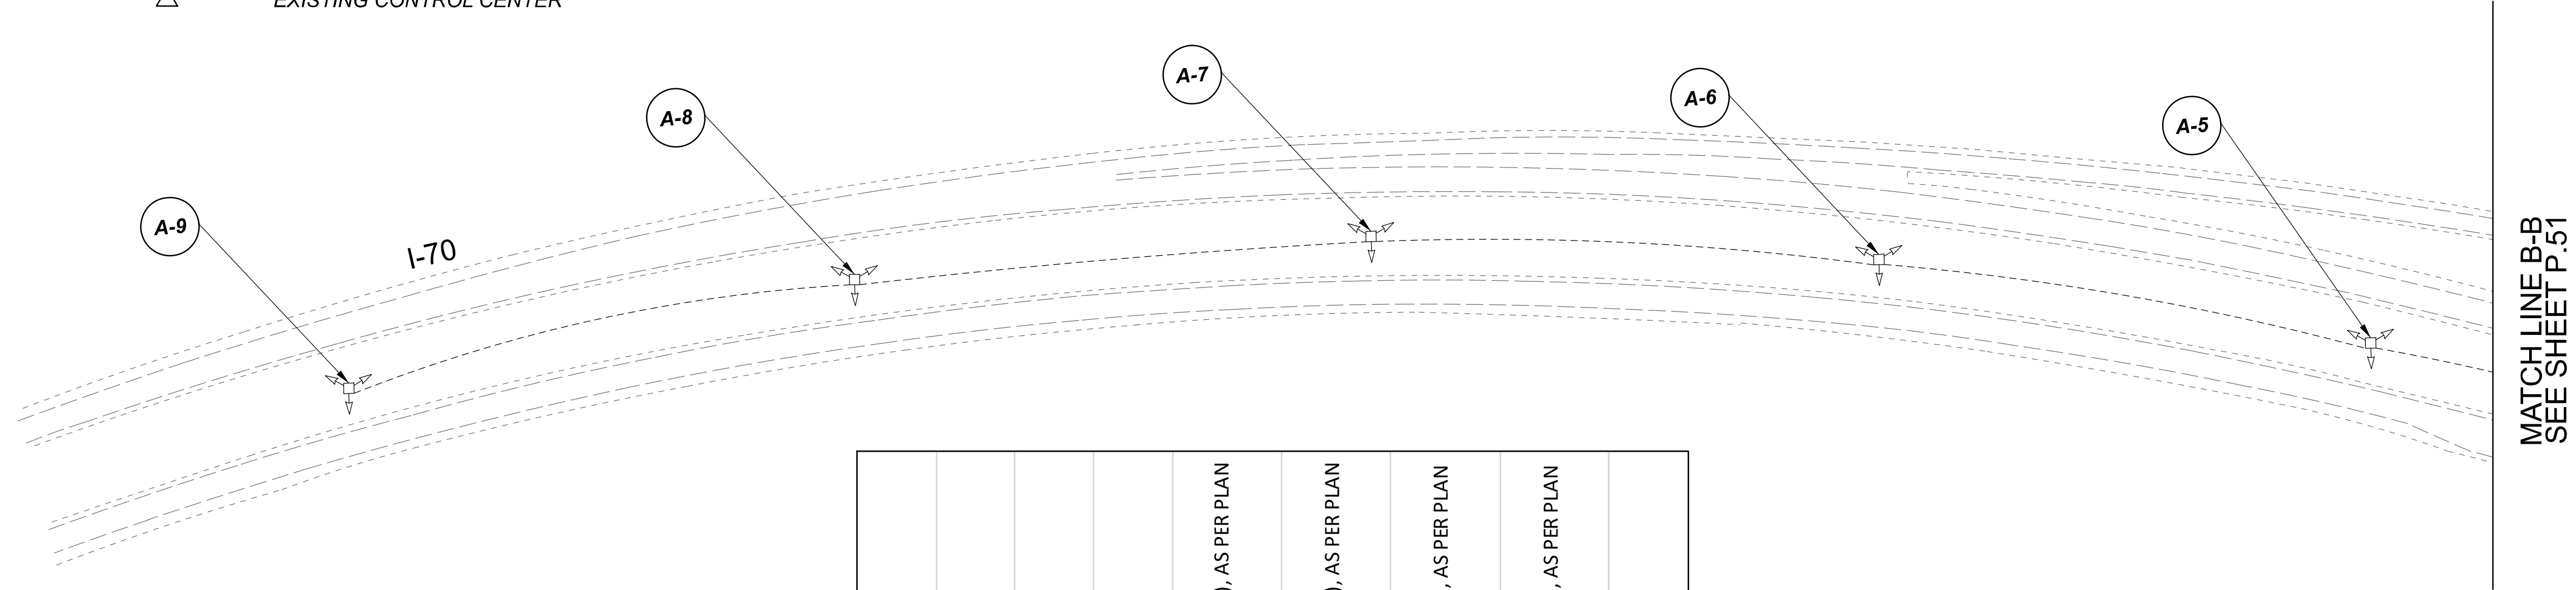 EXISTING CONTROL CENTER
A-7
A-6
A-8
A-5
A-9
I-70
MATCH LINE B-B
SEE SHEET P.51
), AS PER PLAN
), AS PER PLAN
, AS PER PLAN
, AS PER PLAN